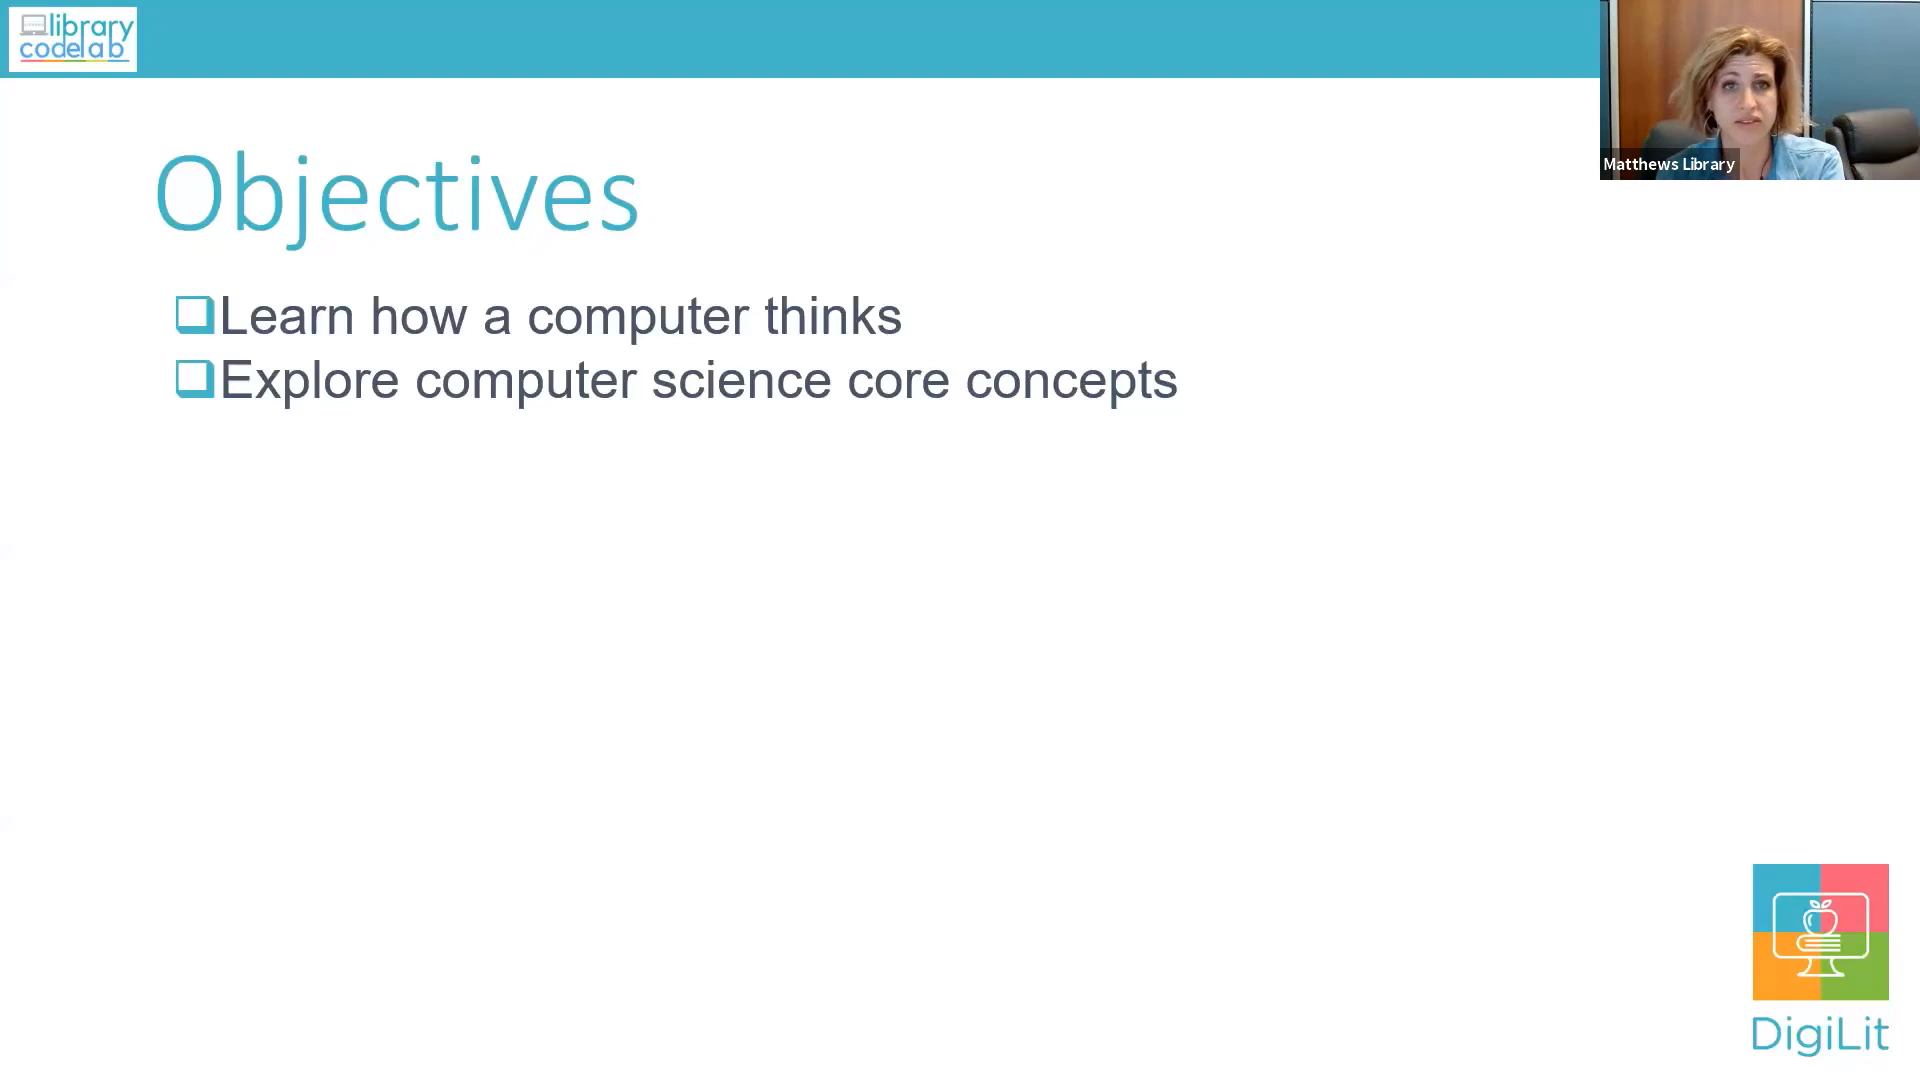 library
codelab
Matthews Library
Objectives
Learn how a computer thinks
Explore computer science core concepts
DigiLit